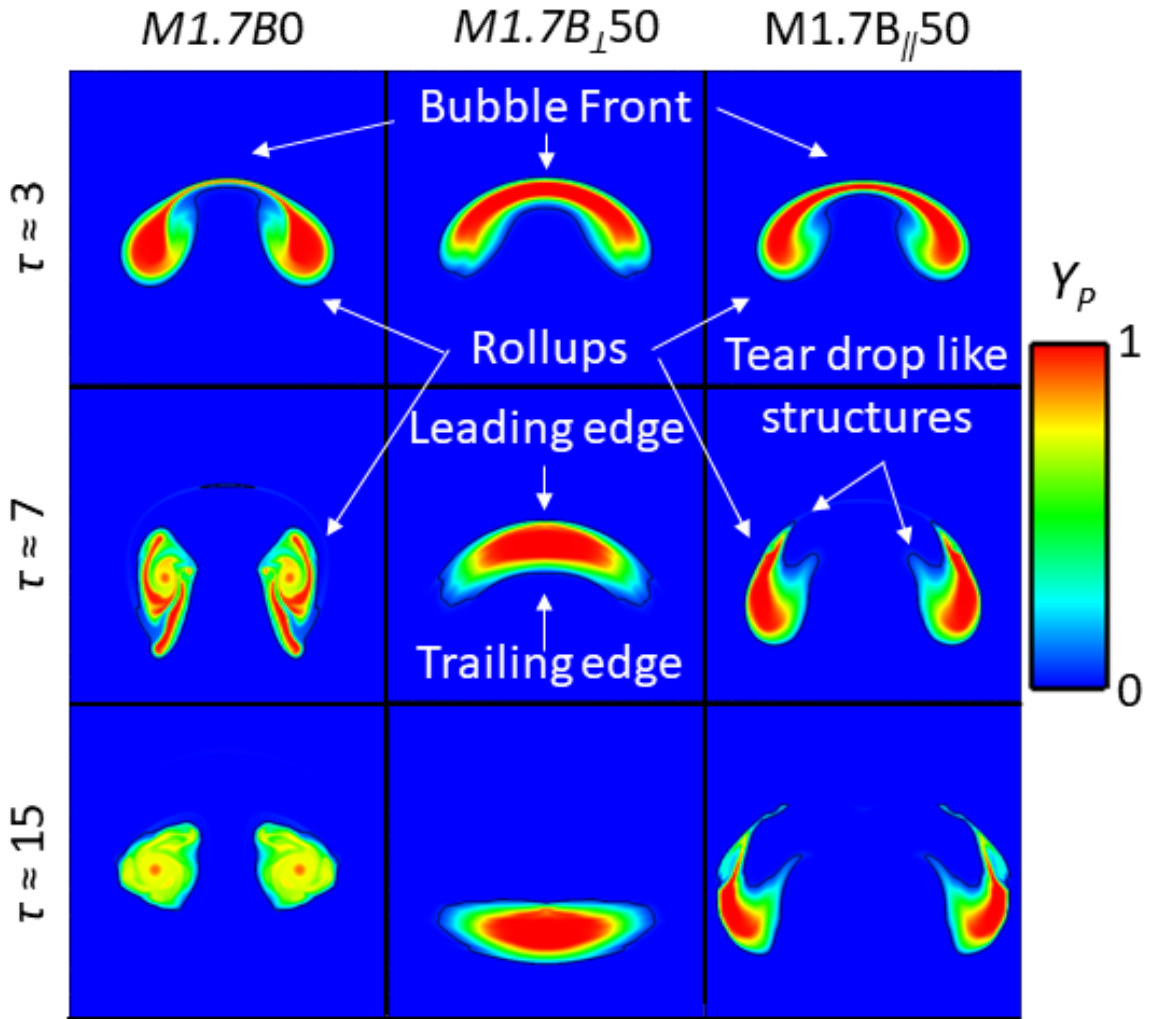 M1.7B0 M1.7B⊥50 M1.7B//50
Bubble Front
τ ≈ 3
Rollups
Tear drop like
structures
Y_P
1
0
Leading edge
τ ≈ 7
Trailing edge
τ ≈ 15